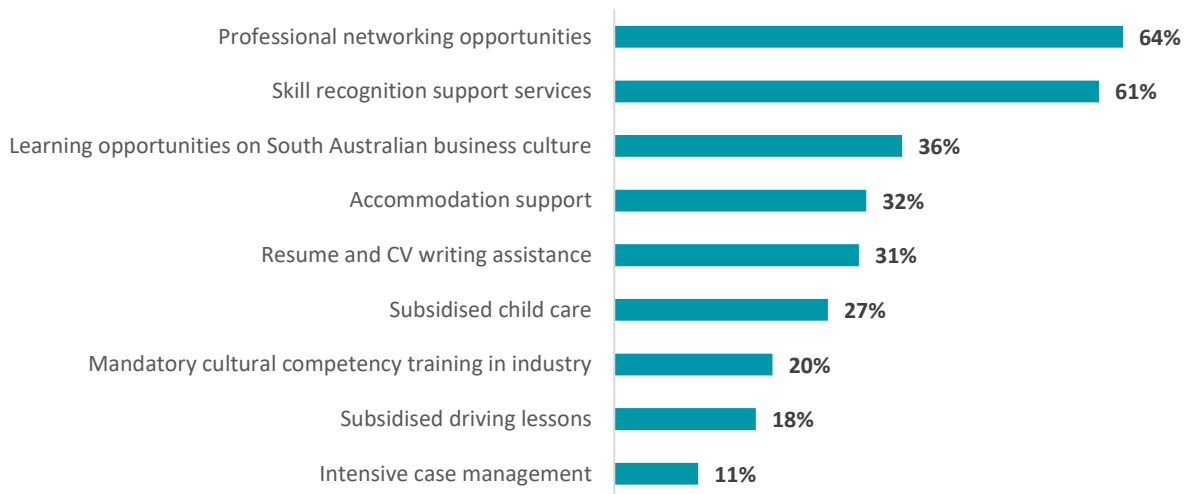 Professional networking opportunities 64%
Skill recognition support services 61%
Learning opportunities on South Australian business culture 36%
Accommodation support 32%
Resume and CV writing assistance 31%
Subsidised child care 27%
Mandatory cultural competency training in industry 20%
Subsidised driving lessons 18%
Intensive case management 11%